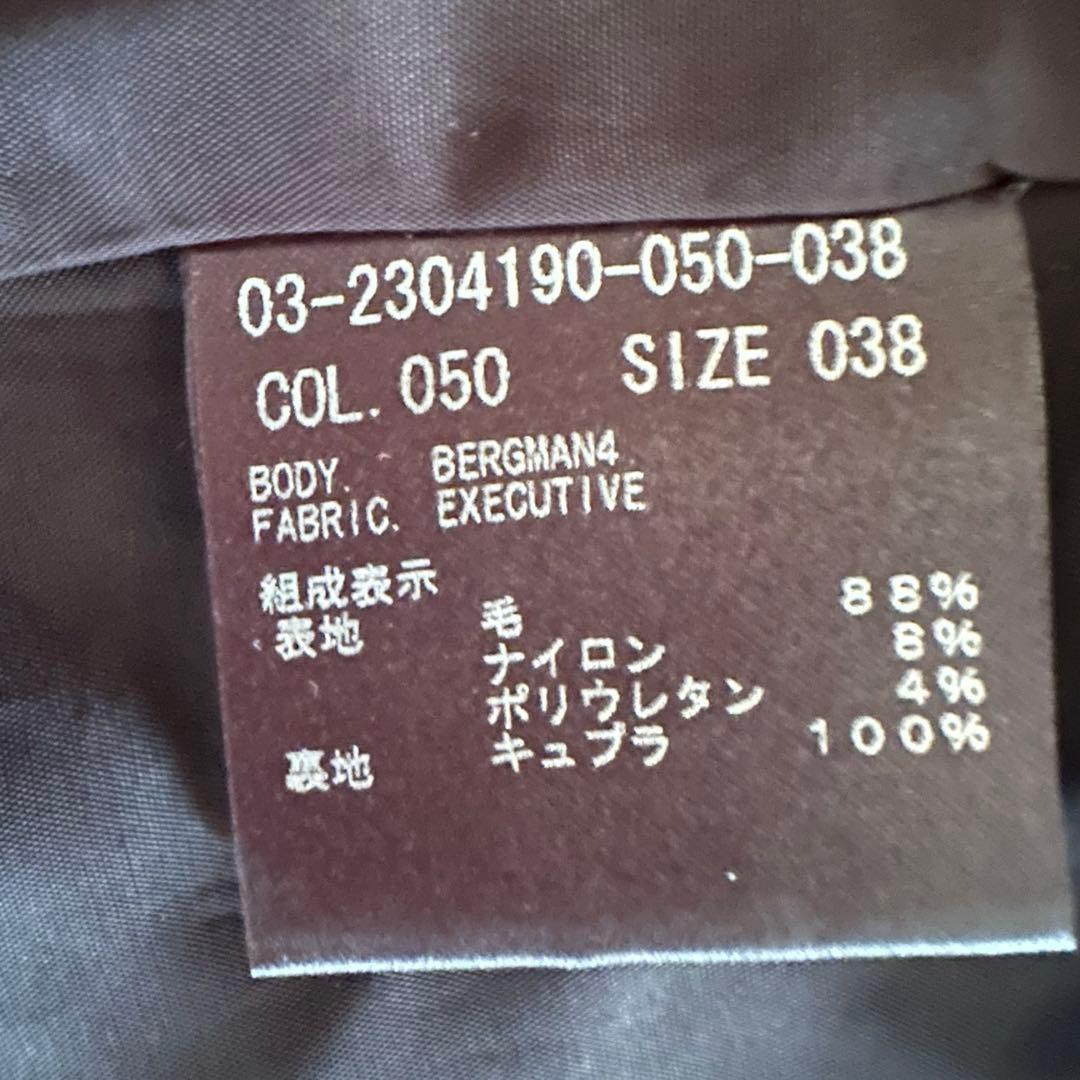 03-2304190-050-038
COL. 050 SIZE 038
BODY. BERGMAN4
FABRIC. EXECUTIVE
組成表示
表地 毛 88%
ナイロン 8%
ポリウレタン 4%
裏地 キュプラ 100%